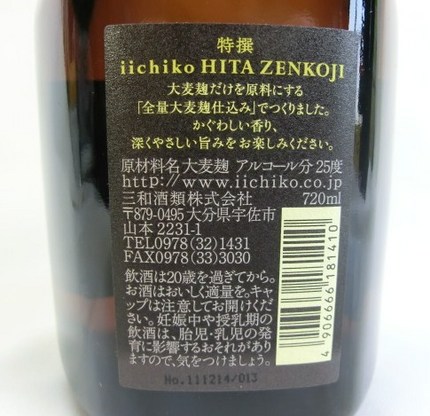 特撰
iichiko HITA ZENKOJI
大麦麹だけを原料にする
「全量大麦麹仕込み」でつくりました。
かぐわしい香り、
深くやさしい旨みをお楽しみください。
原材料名 大麦麹 アルコール分 25度
http://www.iichiko.co.jp
三和酒類株式会社 720ml
〒879-0495 大分県宇佐市
山本 2231-1
TEL0978(32)1431
FAX0978(33)3030
飲酒は20歳を過ぎてから。
お酒はおいしく適量を。キャ
ップは注意してお開けくださ
い。妊娠中や授乳期の
飲酒は、胎児・乳児の発
育に影響するおそれがあり
ますので、気をつけましょう。
4 906666 181410
No.111214/013